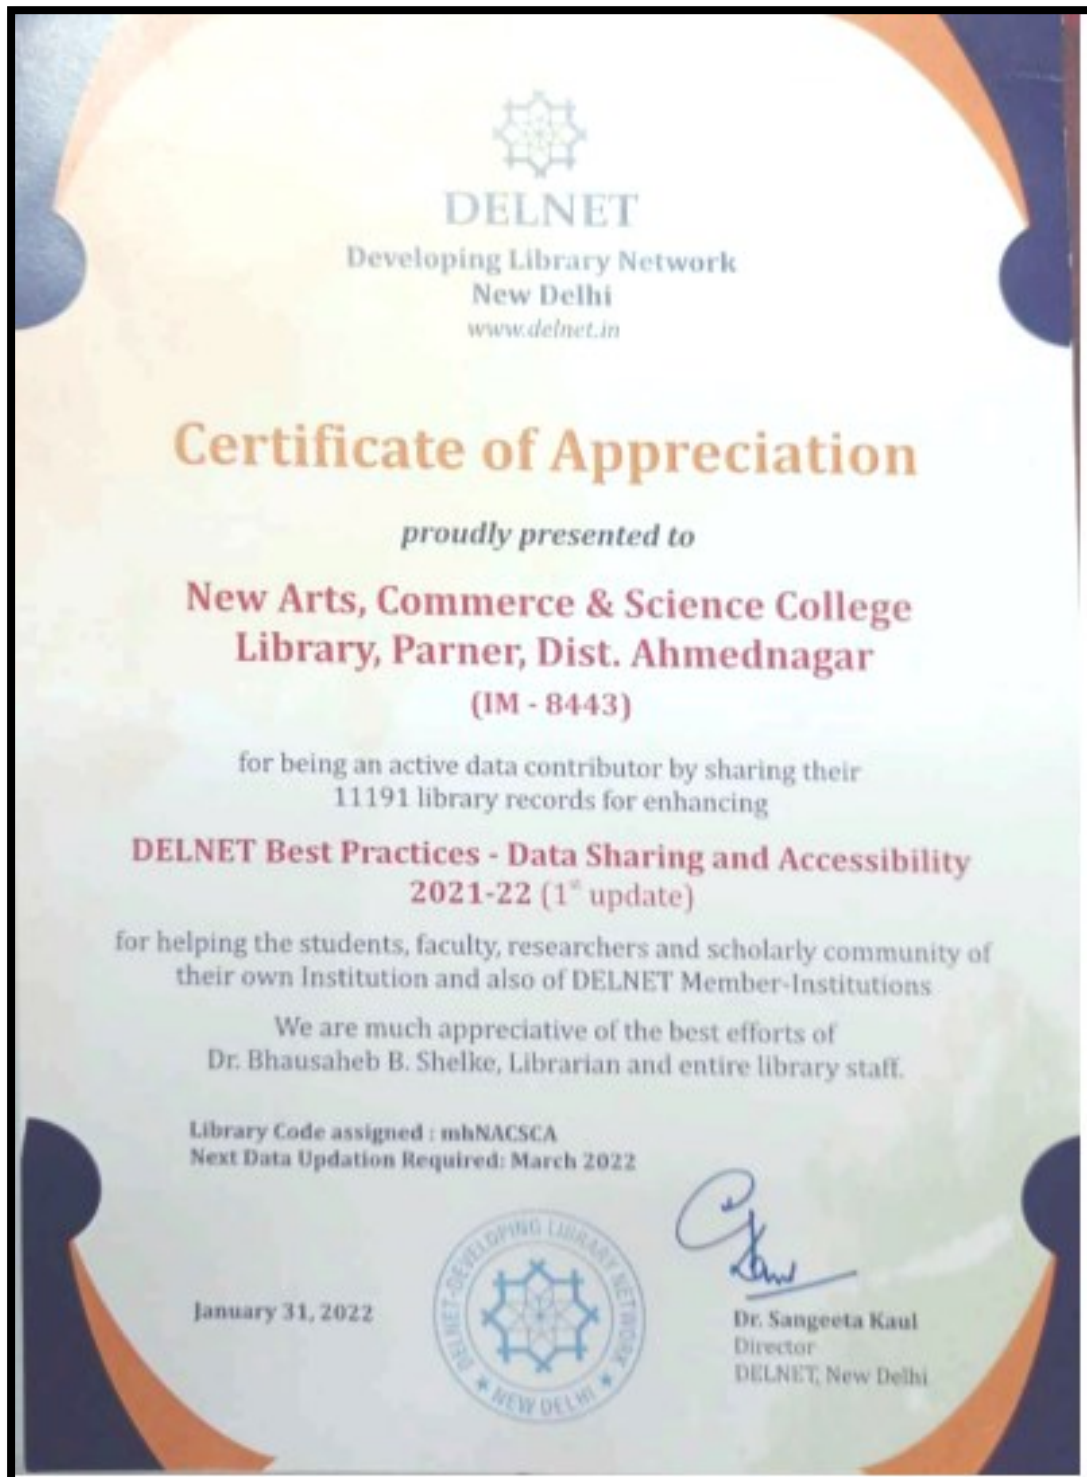 DELNET
Developing Library Network
New Delhi
www.delnet.in
Certificate of Appreciation
proudly presented to
New Arts, Commerce & Science College
Library, Parner, Dist. Ahmednagar
(IM - 8443)
for being an active data contributor by sharing their
11191 library records for enhancing
DELNET Best Practices - Data Sharing and Accessibility
2021-22 (1st update)
for helping the students, faculty, researchers and scholarly community of
their own Institution and also of DELNET Member-Institutions
We are much appreciative of the best efforts of
Dr. Bhausaheb B. Shelke, Librarian and entire library staff.
Library Code assigned : mhNACSCA
Next Data Updation Required: March 2022
January 31, 2022
DELNET-DEVELOPING LIBRARY NETWORK
NEW DELHI
Dr. Sangeeta Kaul
Director
DELNET, New Delhi